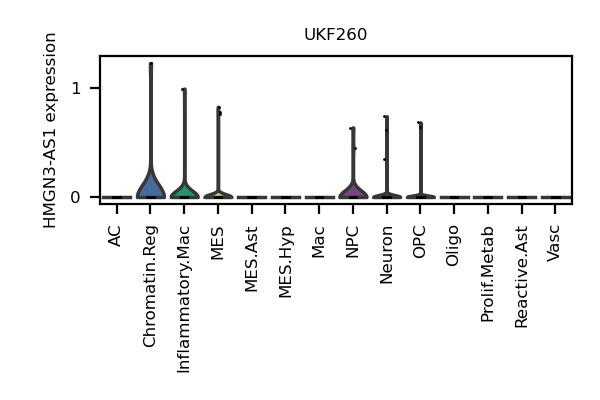 UKF260
HMGN3-AS1 expression
1
0
AC
Chromatin.Reg
Inflammatory.Mac
MES
MES.Ast
MES.Hyp
Mac
NPC
Neuron
OPC
Oligo
Prolif.Metab
Reactive.Ast
Vasc